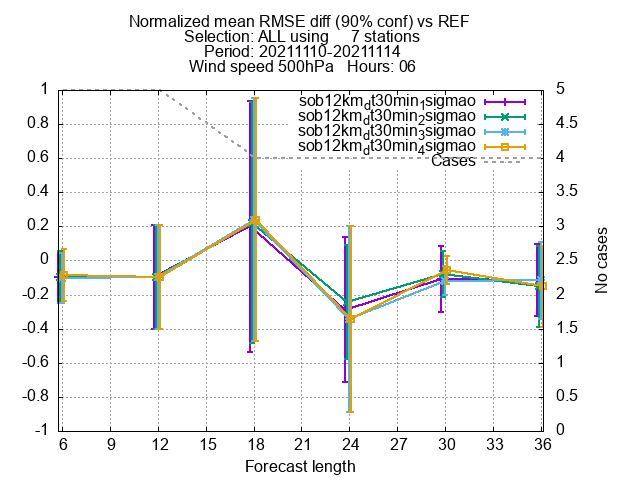 Normalized mean RMSE diff (90% conf) vs REF
Selection: ALL using 7 stations
Period: 20211110-20211114
Wind speed 500hPa Hours: 06
sob12km_dt30min_1sigmao
sob12km_dt30min_2sigmao
sob12km_dt30min_3sigmao
sob12km_dt30min_4sigmao
Cases
1
0.8
0.6
0.4
0.2
0
-0.2
-0.4
-0.6
-0.8
-1
5
4.5
4
3.5
3
2.5
2
1.5
1
0.5
0
No cases
6 9 12 15 18 21 24 27 30 33 36
Forecast length